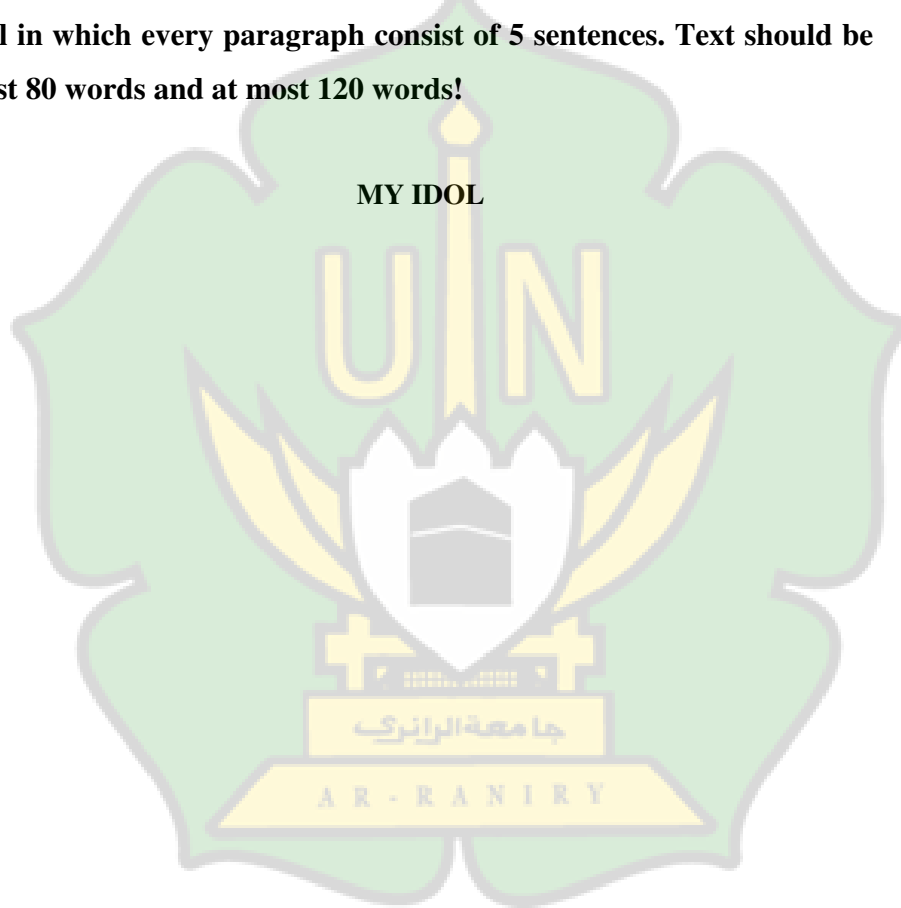 l in which every paragraph consist of 5 sentences. Text should be
st 80 words and at most 120 words!
MY IDOL
UIN
جامعة الرانرك
AR-RANIRY